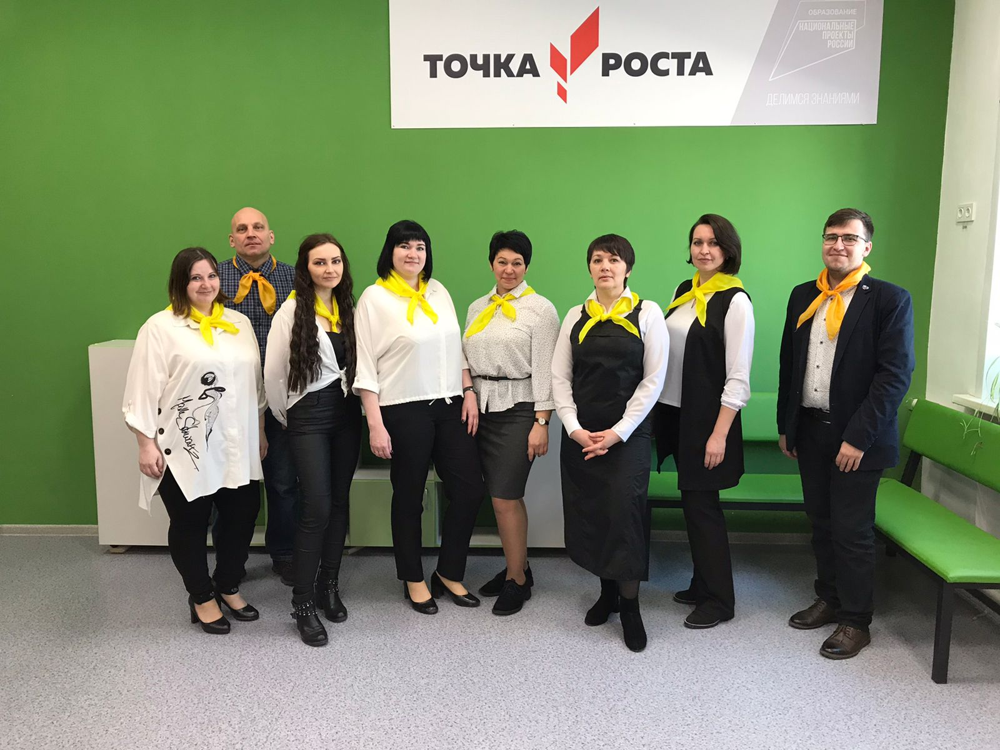 ТОЧКА РОСТА
ОБРАЗОВАНИЕ
НАЦИОНАЛЬНЫЕ
ПРОЕКТЫ
РОССИИ
ДЕЛИМСЯ ЗНАНИЯМИ